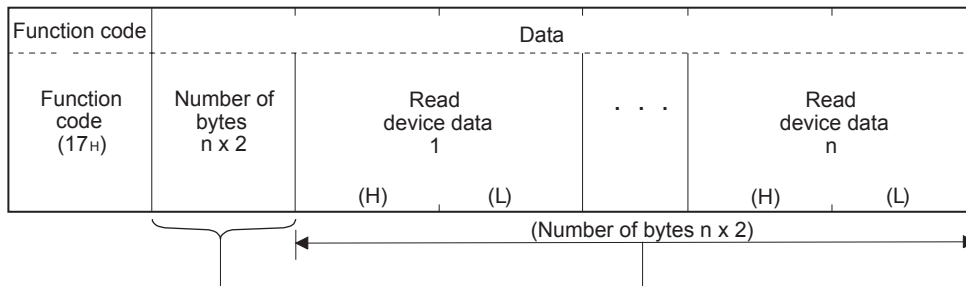 Function code
Data
Function
code
(17H)
Number of
bytes
n x 2
Read
device data
1
(H)
(L)
. . .
Read
device data
n
(H)
(L)
(Number of bytes n x 2)